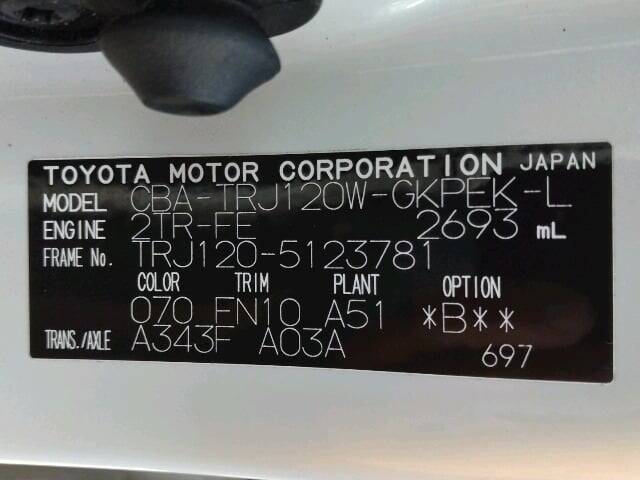 TOYOTA MOTOR CORPORATION JAPAN
MODEL CBA-TRJ120W-GKPEK-L
ENGINE 2TR-FE 2693 mL
FRAME No. TRJ120-5123781
COLOR TRIM PLANT OPTION
070 FN10 A51 *B**
TRANS./AXLE A343F A03A
697